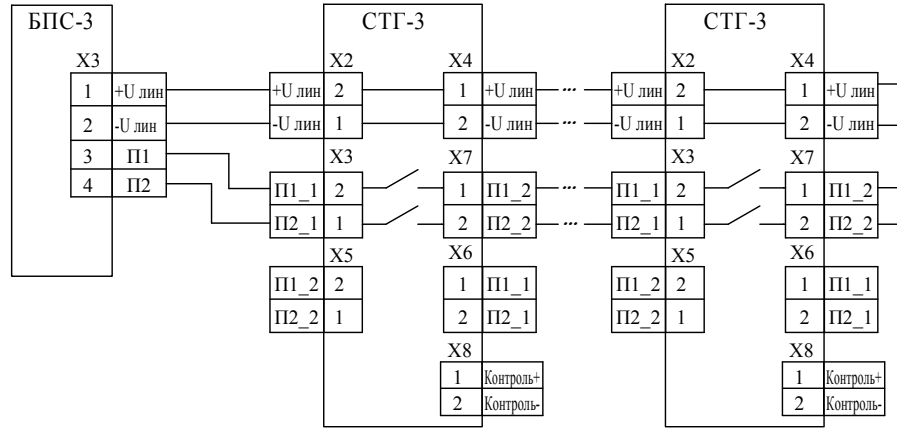 БПС-3 СТГ-3 СТГ-3
X3 X2 X4 X2 X4
1 +U лин +U лин 2 1 +U лин ... +U лин 2 1 +U лин
2 -U лин -U лин 1 2 -U лин ... -U лин 1 2 -U лин
3 П1 X3 X7 X3 X7
4 П2 П1_1 2 1 П1_2 ... П1_1 2 1 П1_2
П2_1 1 2 П2_2 ... П2_1 1 2 П2_2
X5 X6 X5 X6
П1_2 2 1 П1_1 П1_2 2 1 П1_1
П2_2 1 2 П2_1 П2_2 1 2 П2_1
X8 X8
1 Контроль+ 1 Контроль+
2 Контроль- 2 Контроль-